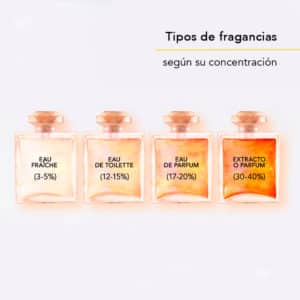 Tipos de fragancias
según su concentración
EAU
FRAÎCHE
(3-5%)
EAU
DE TOILETTE
(12-15%)
EAU
DE PARFUM
(17-20%)
EXTRACTO
O PARFUM
(30-40%)